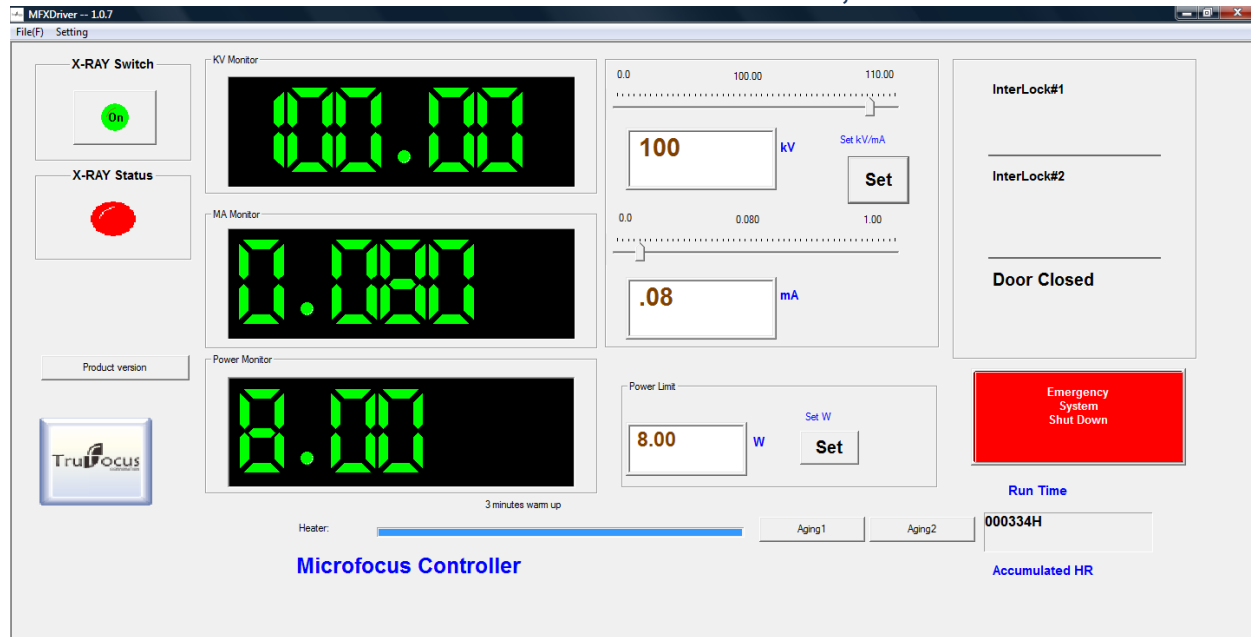 MFXDriver -- 1.0.7
File(F) Setting
X-RAY Switch
On
X-RAY Status
Product version
TruFocus
KV Monitor
100.00
MA Monitor
0.080
Power Monitor
8.00
0.0 100.00 110.00
100 kV
Set kV/mA
Set
0.0 0.080 1.00
.08 mA
Power Limit
Set W
8.00 W
Set
InterLock#1
InterLock#2
Door Closed
Emergency
System
Shut Down
Run Time
000334H
Accumulated HR
3 minutes warm up
Heater:
Aging1
Aging2
Microfocus Controller